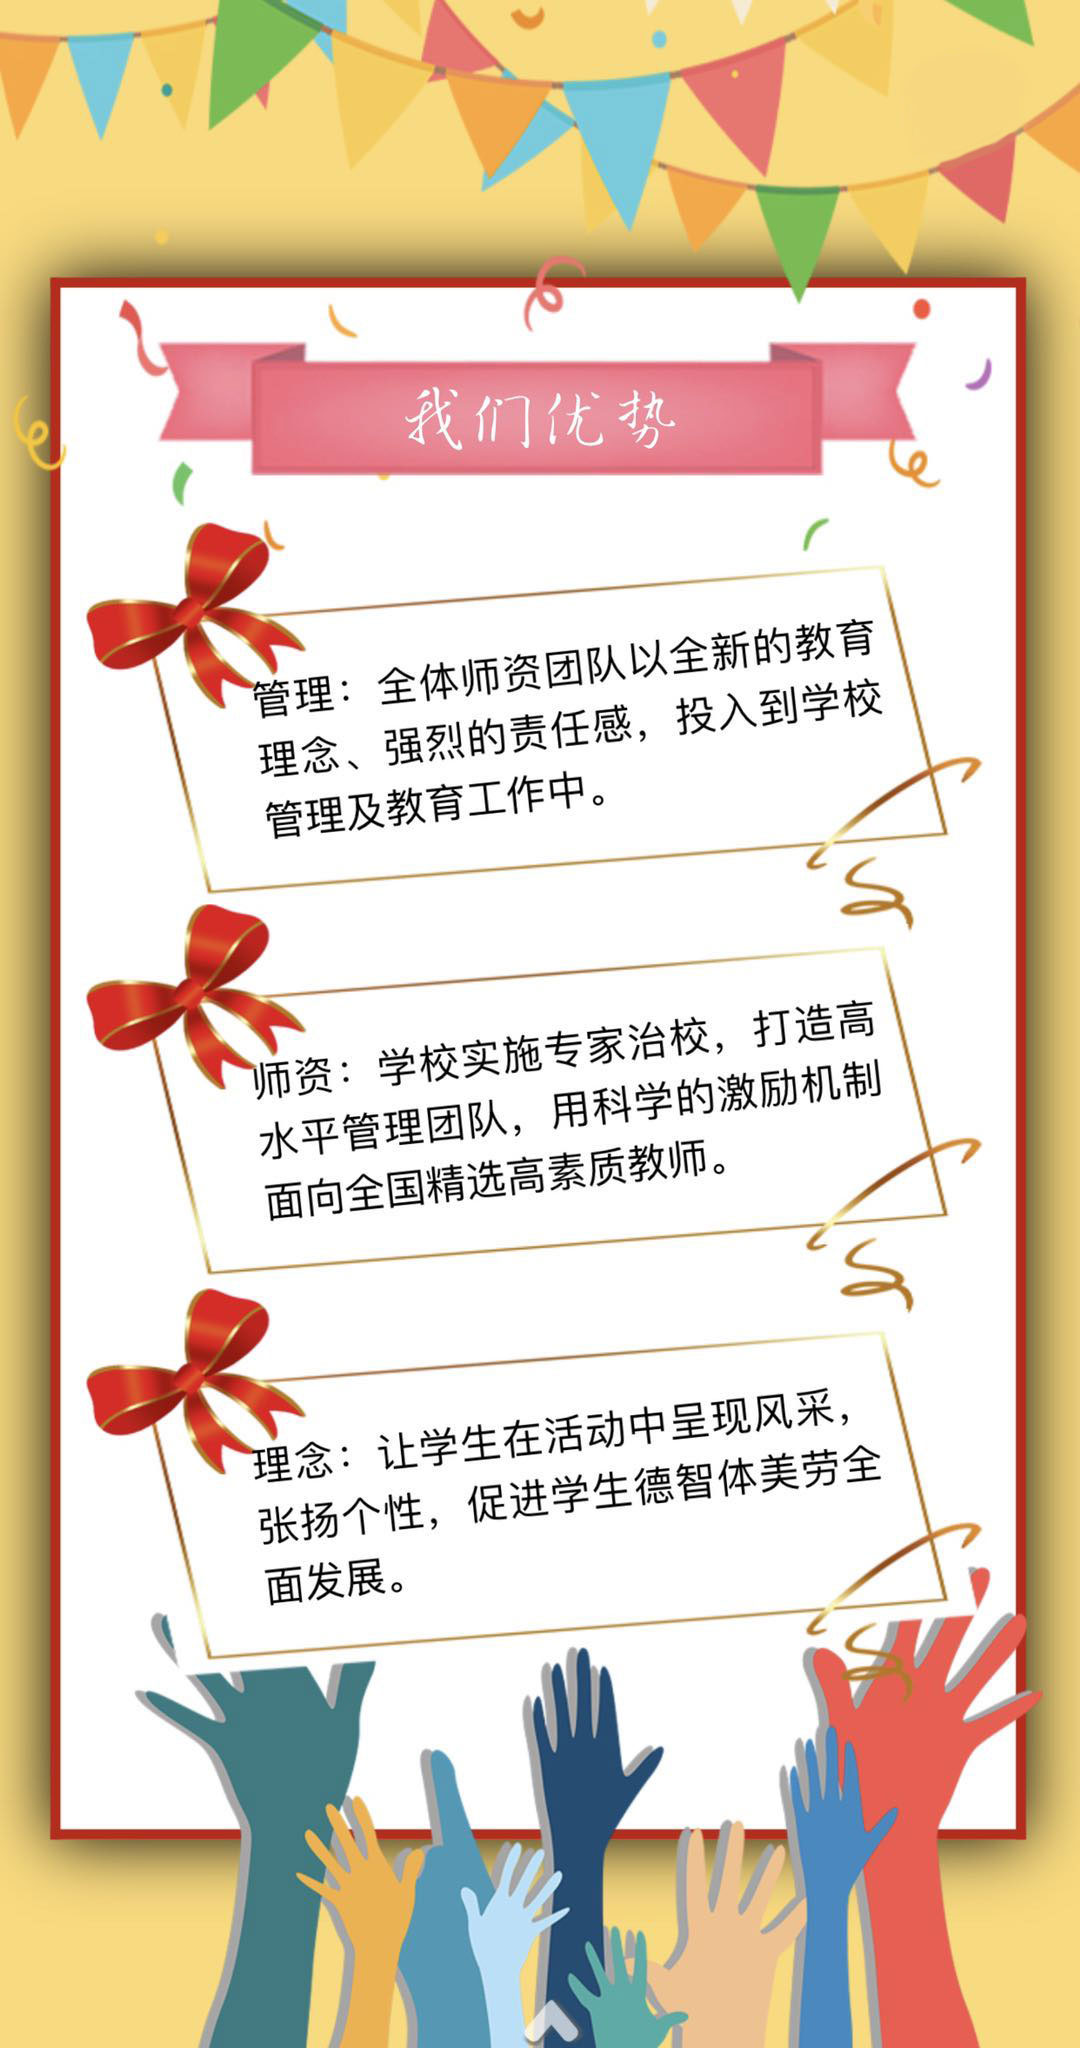 我们优势
管理：全体师资团队以全新的教育
理念、强烈的责任感，投入到学校
管理及教育工作中。
师资：学校实施专家治校，打造高
水平管理团队，用科学的激励机制
面向全国精选高素质教师。
理念：让学生在活动中呈现风采，
张扬个性，促进学生德智体美劳全
面发展。